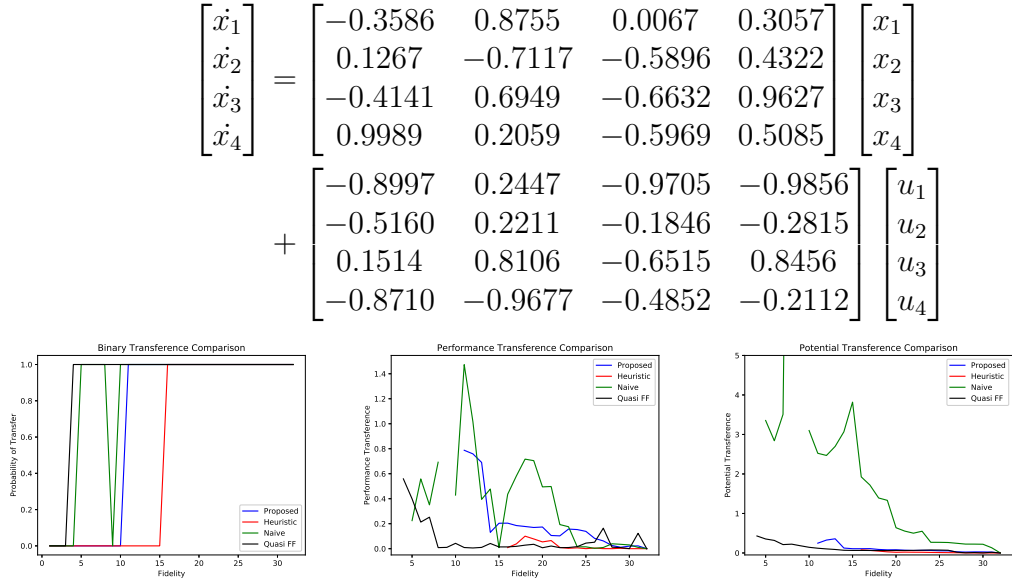 ẋ1 = −0.3586 0.8755 0.0067 0.3057 x1
ẋ2 0.1267 −0.7117 −0.5896 0.4322 x2
ẋ3 −0.4141 0.6949 −0.6632 0.9627 x3
ẋ4 0.9989 0.2059 −0.5969 0.5085 x4
+ −0.8997 0.2447 −0.9705 −0.9856 u1
−0.5160 0.2211 −0.1846 −0.2815 u2
0.1514 0.8106 −0.6515 0.8456 u3
−0.8710 −0.9677 −0.4852 −0.2112 u4
Binary Transference Comparison
Probability of Transfer
1.0
0.8
0.6
0.4
0.2
0.0
Proposed
Heuristic
Naive
Quasi FF
0 5 10 15 20 25 30
Fidelity
Performance Transference Comparison
Performance Transference
1.4
1.2
1.0
0.8
0.6
0.4
0.2
0.0
Proposed
Heuristic
Naive
Quasi FF
5 10 15 20 25 30
Fidelity
Potential Transference Comparison
Potential Transference
5
4
3
2
1
0
Proposed
Heuristic
Naive
Quasi FF
5 10 15 20 25 30
Fidelity